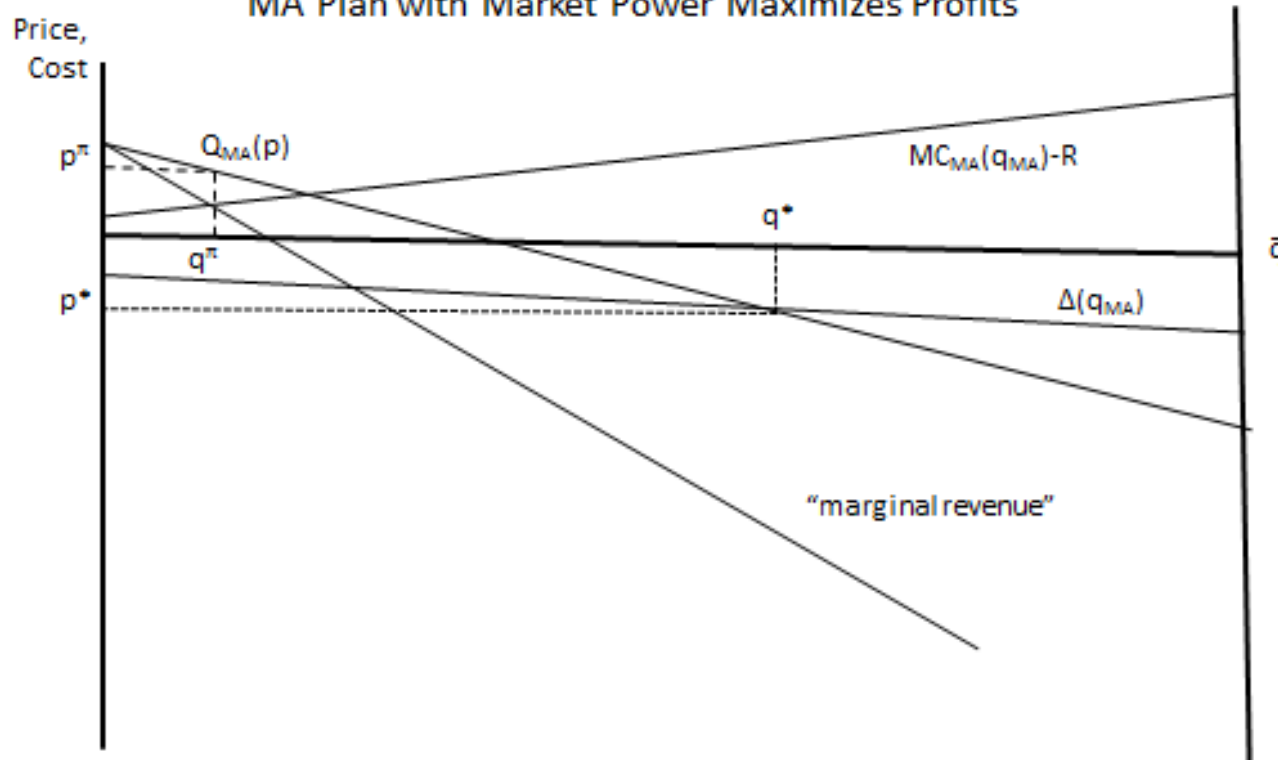 MA Plan with Market Power Maximizes Profits
Price,
Cost
Q_MA(p)
p^π
MC_MA(q_MA)-R
q*
q^π
p*
Δ(q_MA)
“marginal revenue”